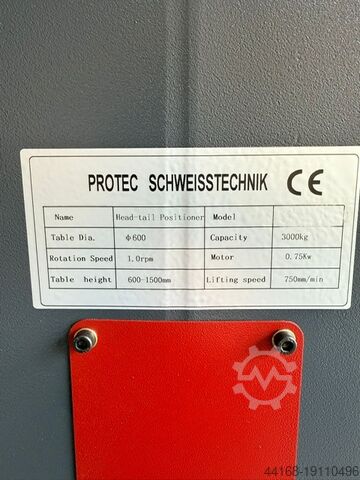 PROTEC SCHWEISSTECHNIK CE
Name Head-tail Positioner Model
Table Dia. Φ600 Capacity 3000kg
Rotation Speed 1.0rpm Motor 0.75Kw
Table height 600-1500mm Lifting speed 750mm/min
44168-19110496